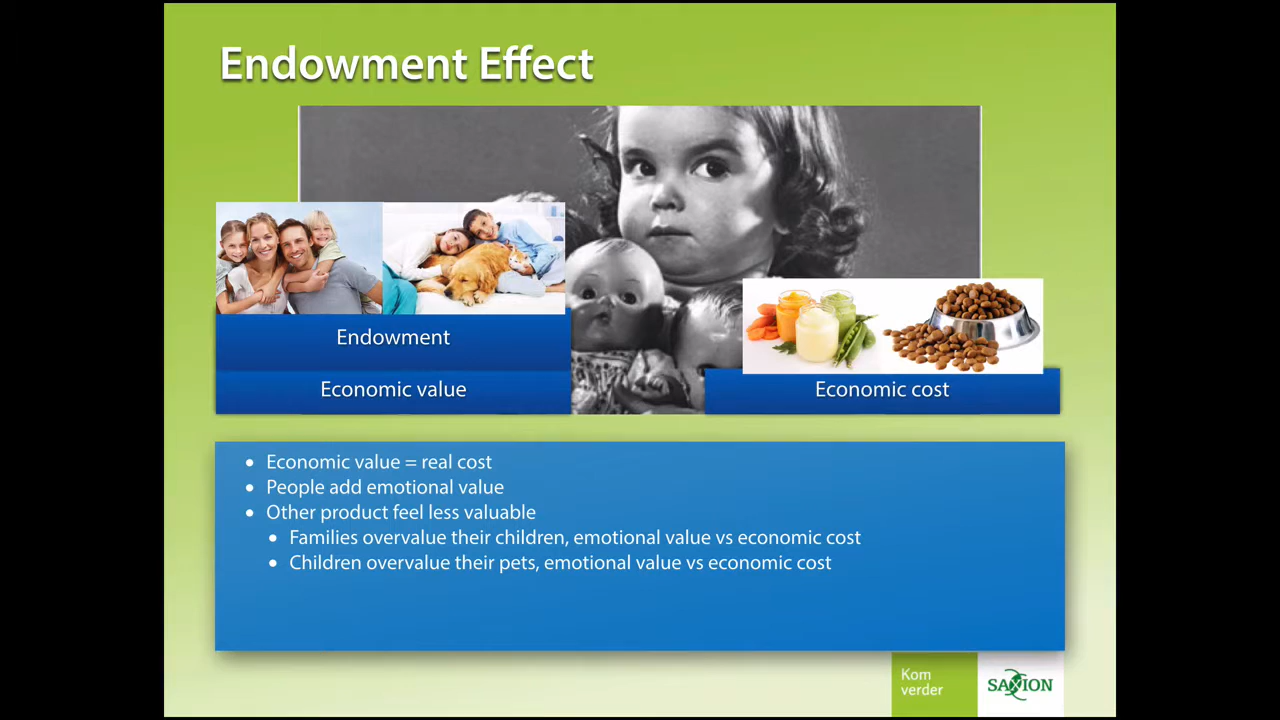 Endowment Effect
Endowment
Economic value
Economic cost
• Economic value = real cost
• People add emotional value
• Other product feel less valuable
• Families overvalue their children, emotional value vs economic cost
• Children overvalue their pets, emotional value vs economic cost
Kom
verder
SAXION